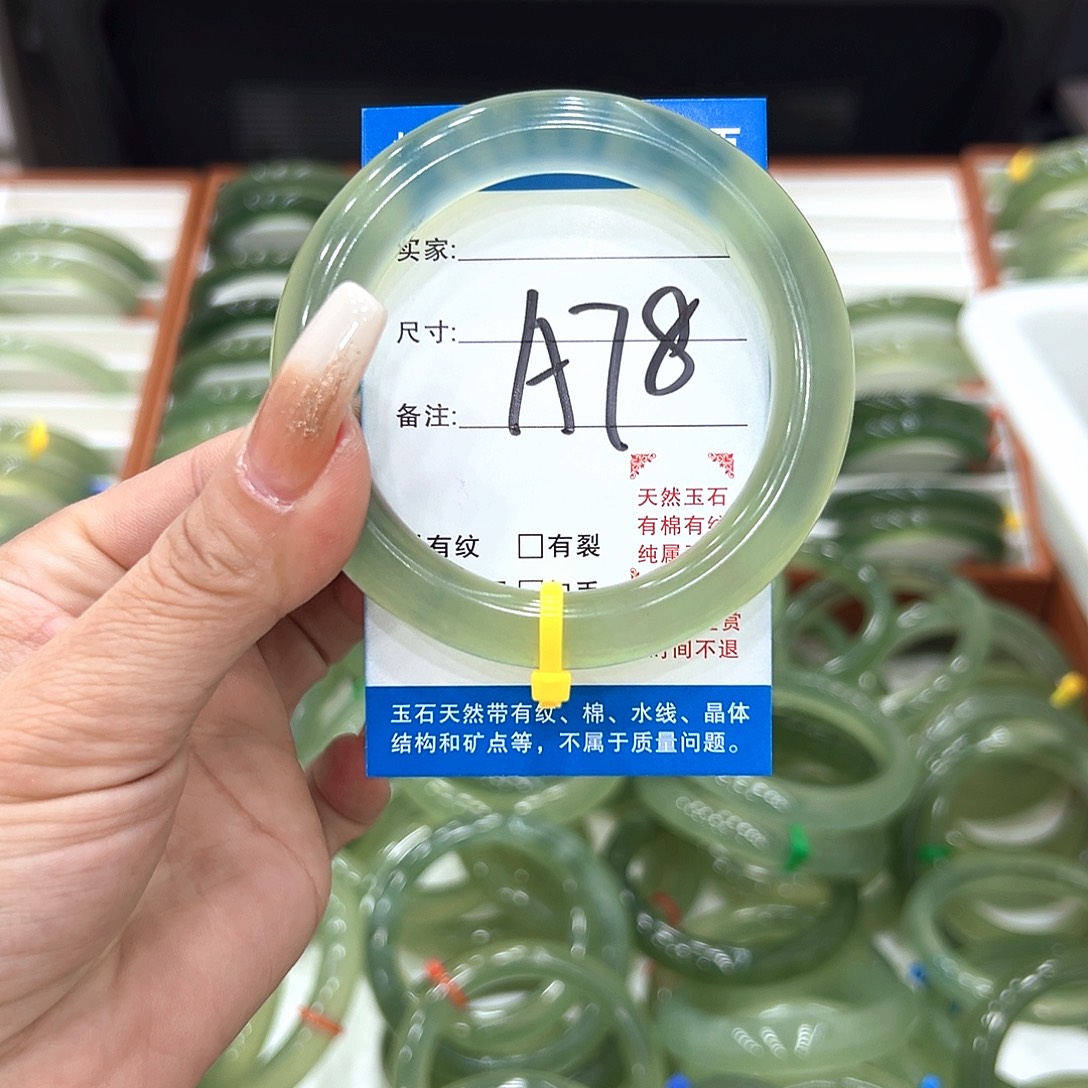 买家:
尺寸:
A78
备注:
天然玉石
有棉有纹
纯属
有纹 □有裂
赏
时间不退
玉石天然带有纹、棉、水线、晶体
结构和矿点等，不属于质量问题。